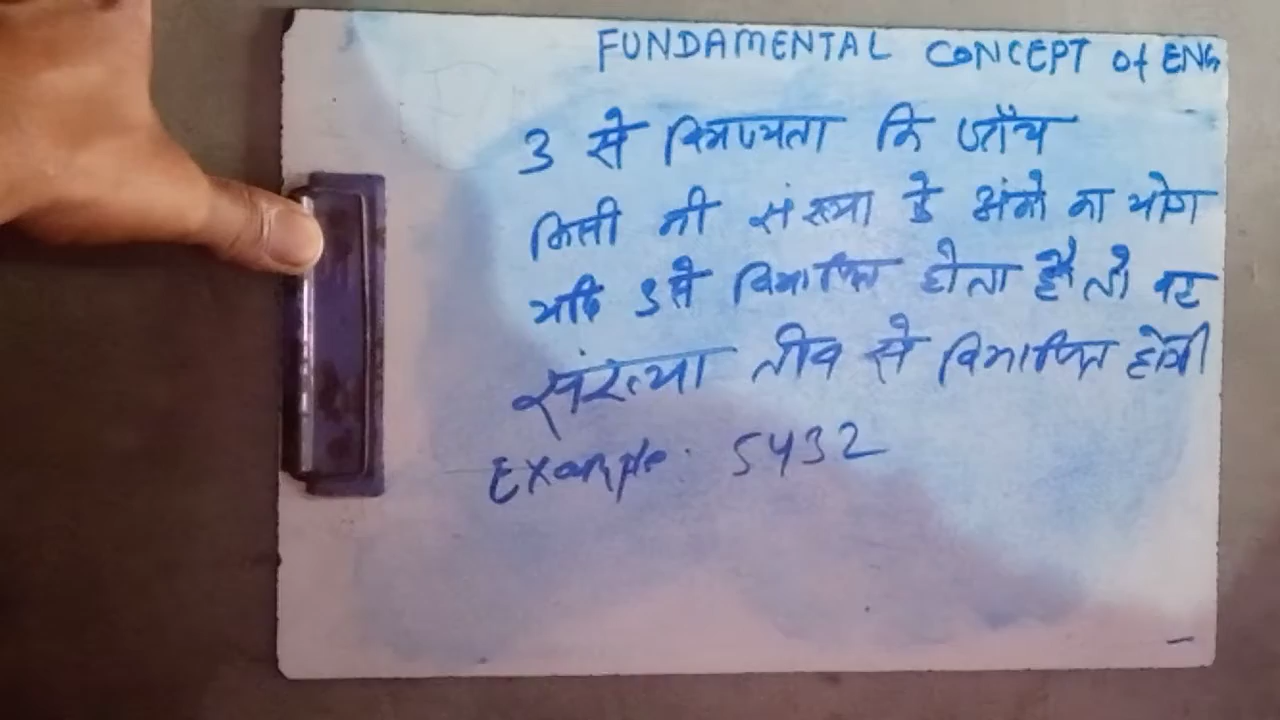 FUNDAMENTAL CONCEPT of ENG
3 से विभाज्यता कि जाँच
किसी भी संख्या के अंको का योग
यदि 3 से विभाजित होता है तो वह
संख्या तीन से विभाजित होगी
Example. 5432